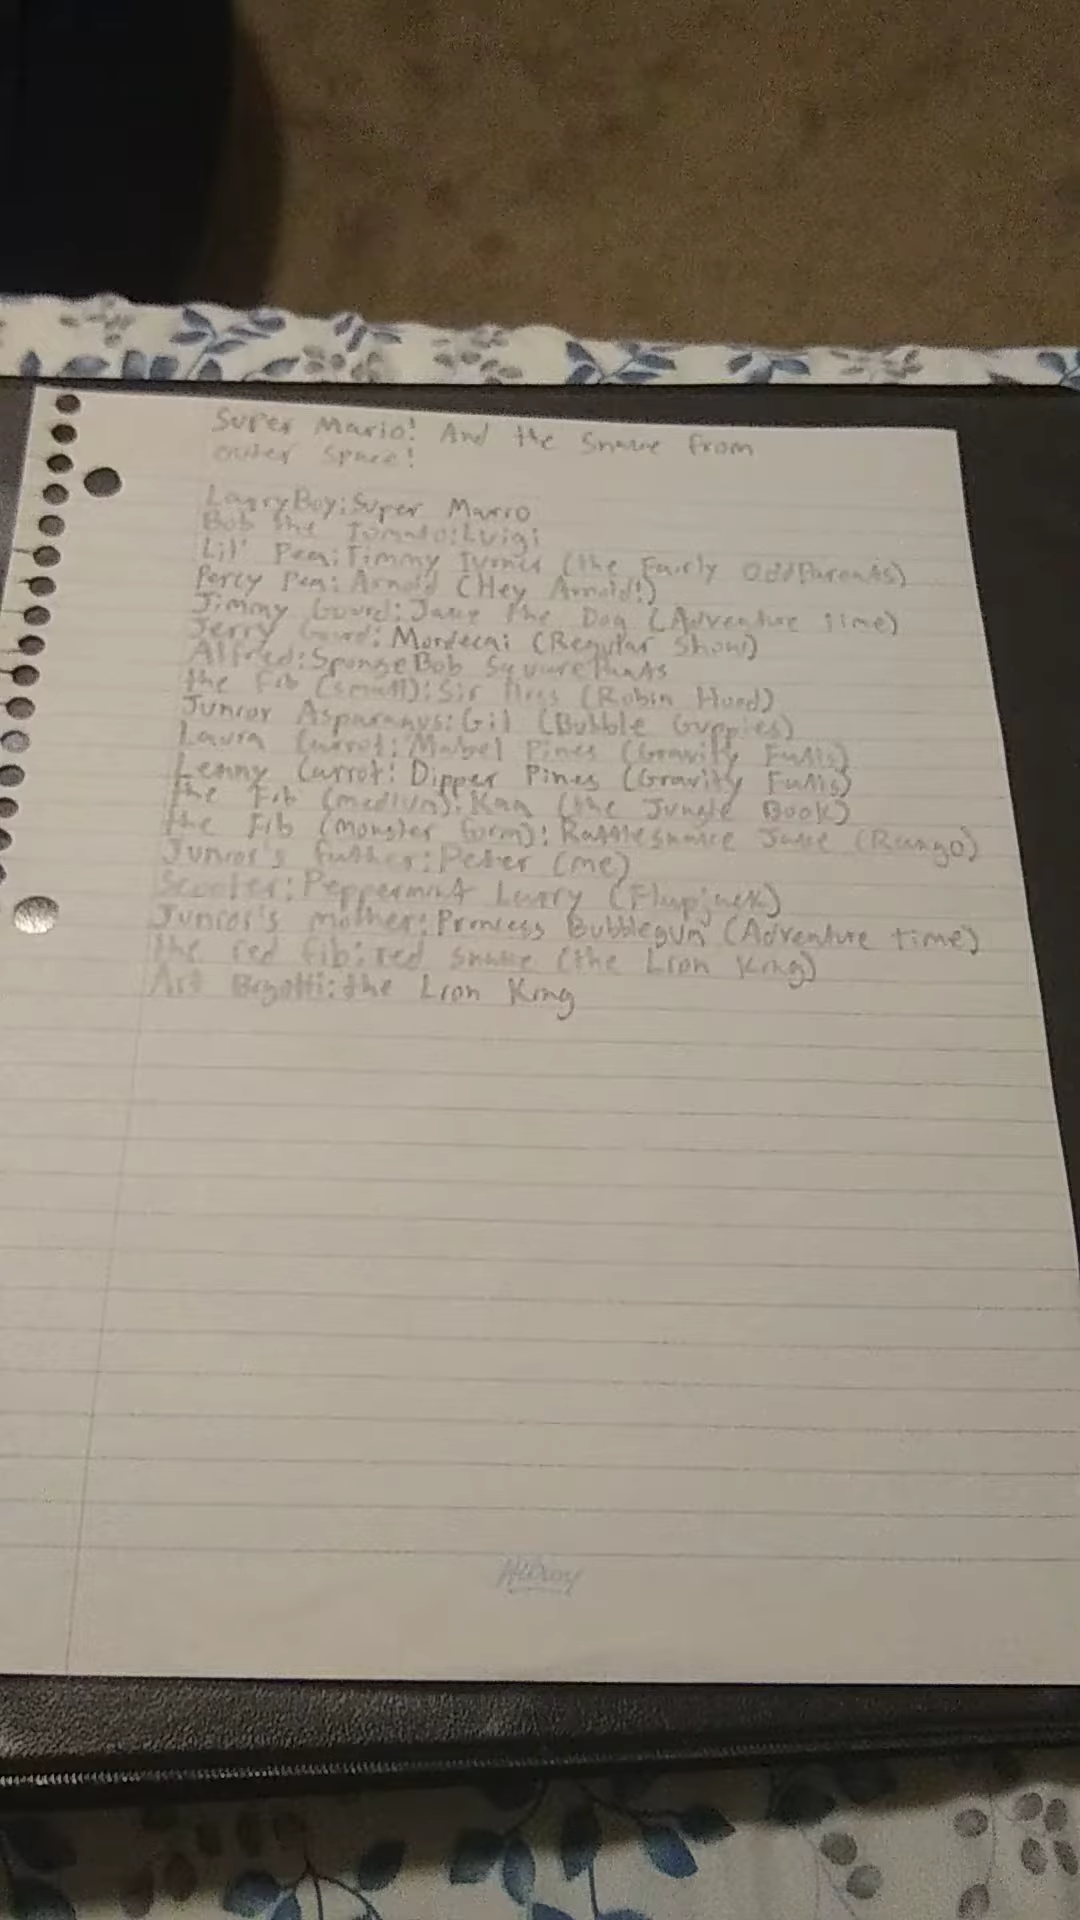 Super Mario! And the Snake from
outer space!
LarryBoy:Super Mario
Bob the Tomato:Luigi
Lil' Pea:Timmy Turner (the Fairly OddParents)
Percy Pea: Arnold (Hey Arnold!)
Jimmy Gourd: Jake the Dog (Adventure time)
Jerry Gourd: Mordecai (Regular Show)
Alfred:SpongeBob SquarePants
the Fib (small): Sir Hiss (Robin Hood)
Junior Asparagus: Gil (Bubble Guppies)
Laura Carrot: Mabel Pines (Gravity Falls)
Lenny Carrot: Dipper Pines (Gravity Falls)
the Fib (medium): Kaa (the Jungle Book)
the Fib (monster form): Rattlesnake Jake (Rango)
Junior's father: Peter (me)
Scooter: Peppermint Larry (Flapjack)
Junior's mother: Princess Bubblegum (Adventure time)
the red fib: red snake (the Lion King)
Art Bigotti: the Lion King
Hilroy